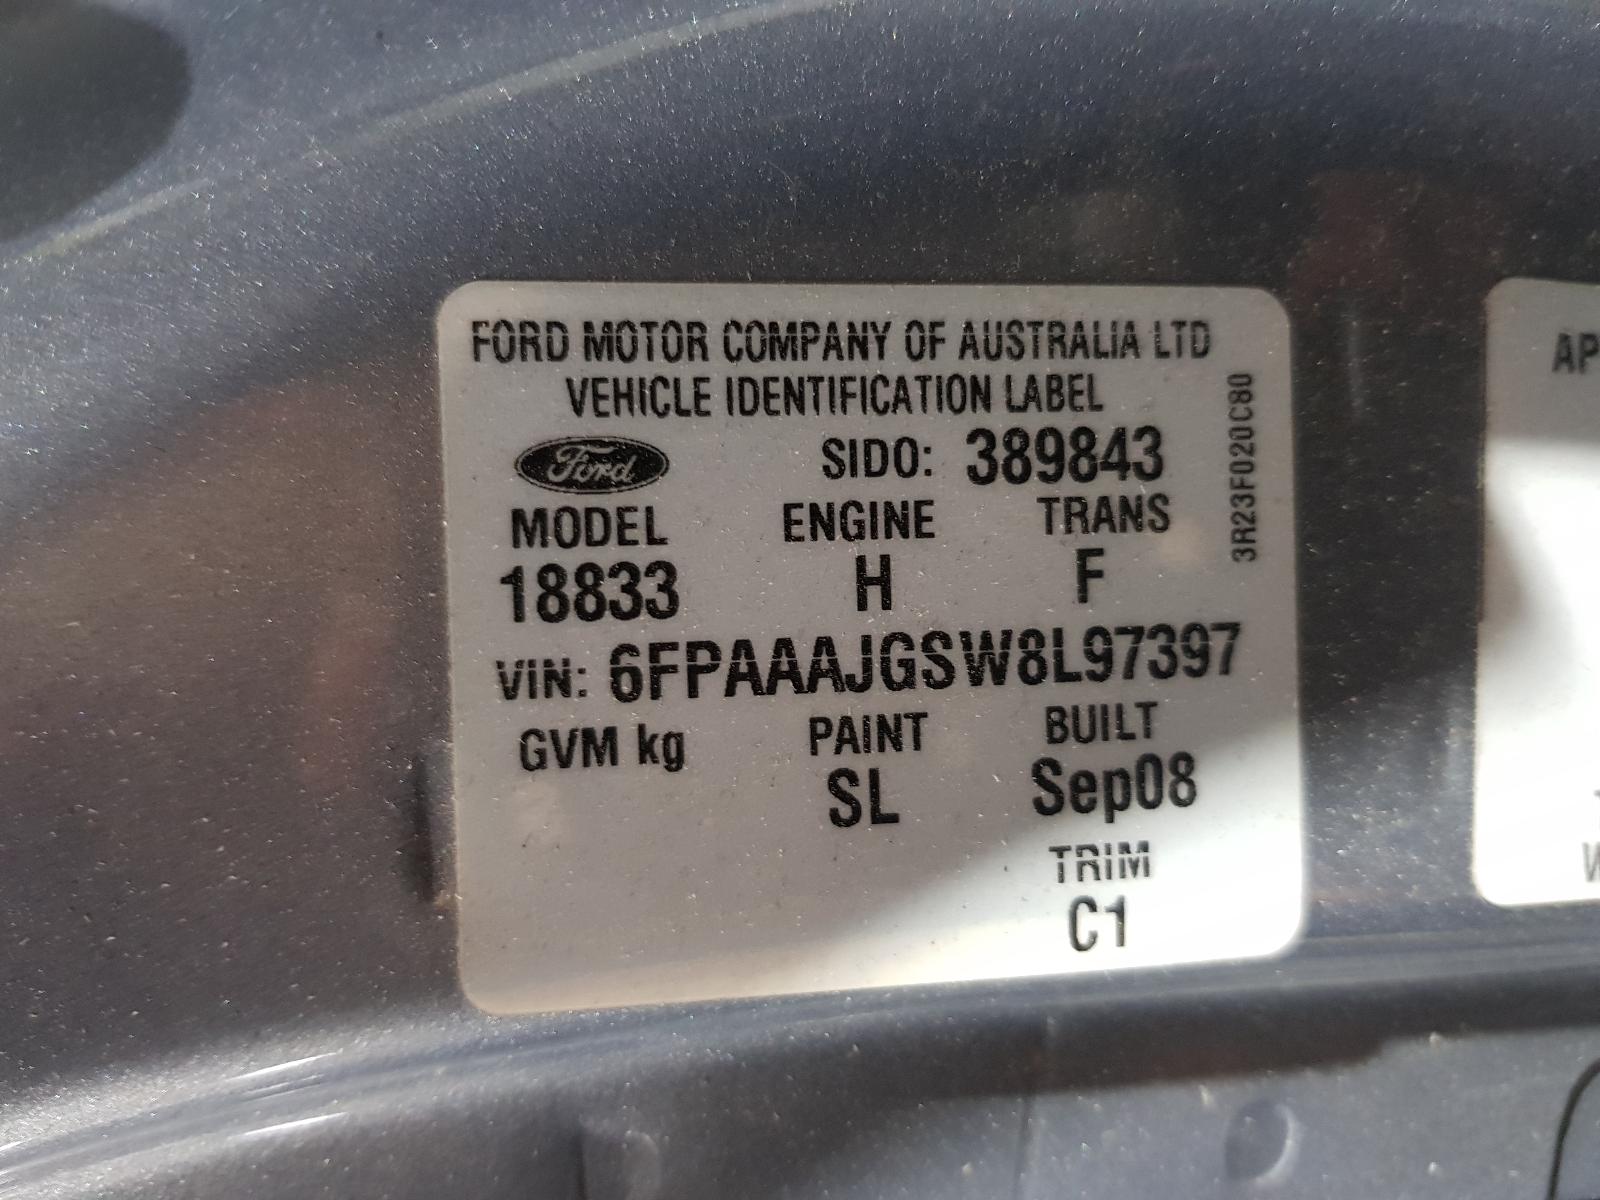 FORD MOTOR COMPANY OF AUSTRALIA LTD
VEHICLE IDENTIFICATION LABEL
Ford SIDO: 389843
MODEL ENGINE TRANS
18833 H F
VIN: 6FPAAAJGSW8L97397
GVM kg PAINT BUILT
SL Sep08
TRIM
C1
3R23F020C80
AP
W